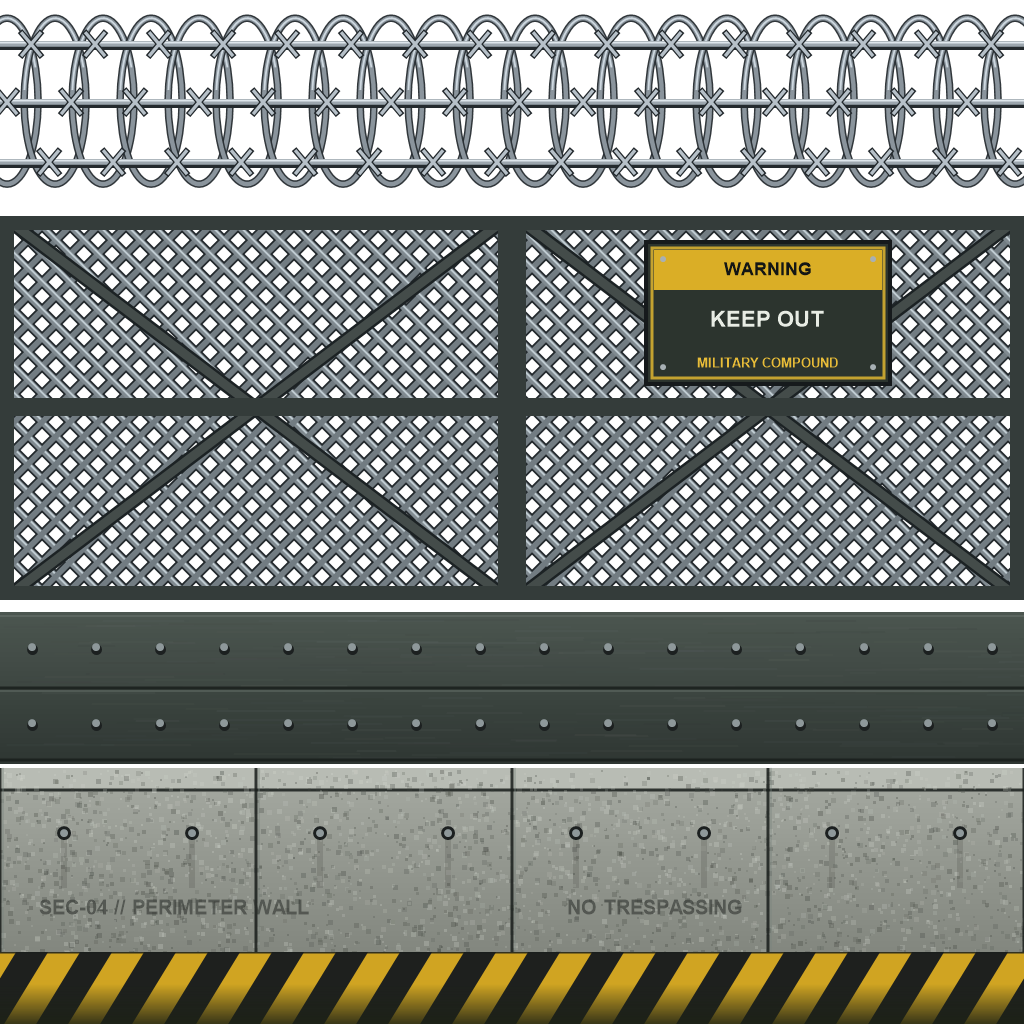 WARNING
KEEP OUT
MILITARY COMPOUND
SEC-04 // PERIMETER WALL
NO TRESPASSING